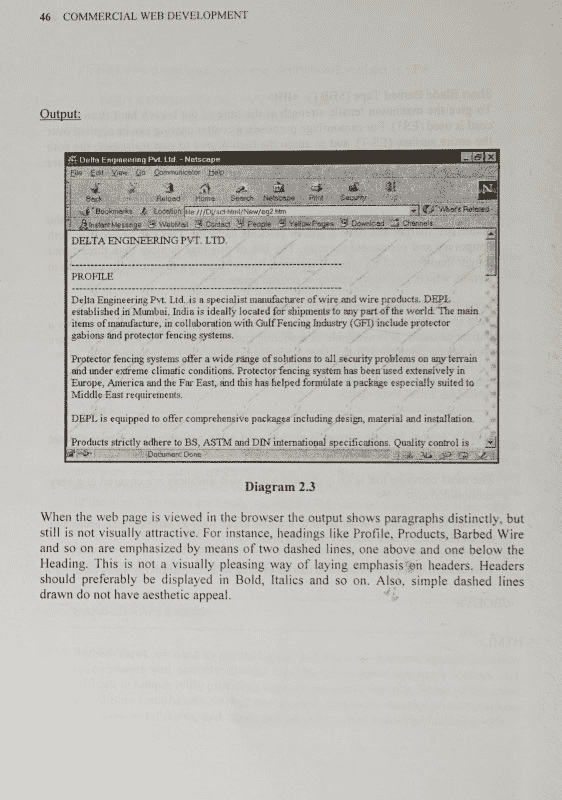 46 COMMERCIAL WEB DEVELOPMENT
Output:
Delta Engineering Pvt. Ltd. - Netscape
File Edit View Go Communicator Help
Back Reload Home Search Netscape Print Security Stop
Bookmarks Location
What's Related
Instant Message WebMail Contact People Yellow Pages Download Channels
DELTA ENGINEERING PVT. LTD.
PROFILE
Delta Engineering Pvt. Ltd. is a specialist manufacturer of wire and wire products. DEPL
established in Mumbai, India is ideally located for shipments to any part of the world. The main
items of manufacture, in collaboration with Gulf Fencing Industry (GFI) include protector
gabions and protector fencing systems.
Protector fencing systems offer a wide range of solutions to all security problems on any terrain
and under extreme climatic conditions. Protector fencing system has been used extensively in
Europe, America and the Far East, and this has helped formulate a package especially suited to
Middle East requirements.
DEPL is equipped to offer comprehensive packages including design, material and installation.
Products strictly adhere to BS, ASTM and DIN international specifications. Quality control is
Document: Done
Diagram 2.3
When the web page is viewed in the browser the output shows paragraphs distinctly, but
still is not visually attractive. For instance, headings like Profile, Products, Barbed Wire
and so on are emphasized by means of two dashed lines, one above and one below the
Heading. This is not a visually pleasing way of laying emphasis on headers. Headers
should preferably be displayed in Bold, Italics and so on. Also, simple dashed lines
drawn do not have aesthetic appeal.